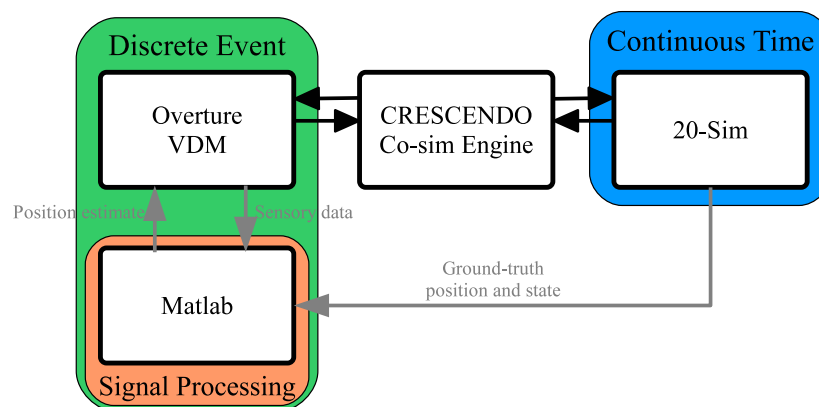 Discrete Event
Continuous Time
Overture
VDM
CRESCENDO
Co-sim Engine
20-Sim
Position estimate
Sensory data
Ground-truth
position and state
Matlab
Signal Processing